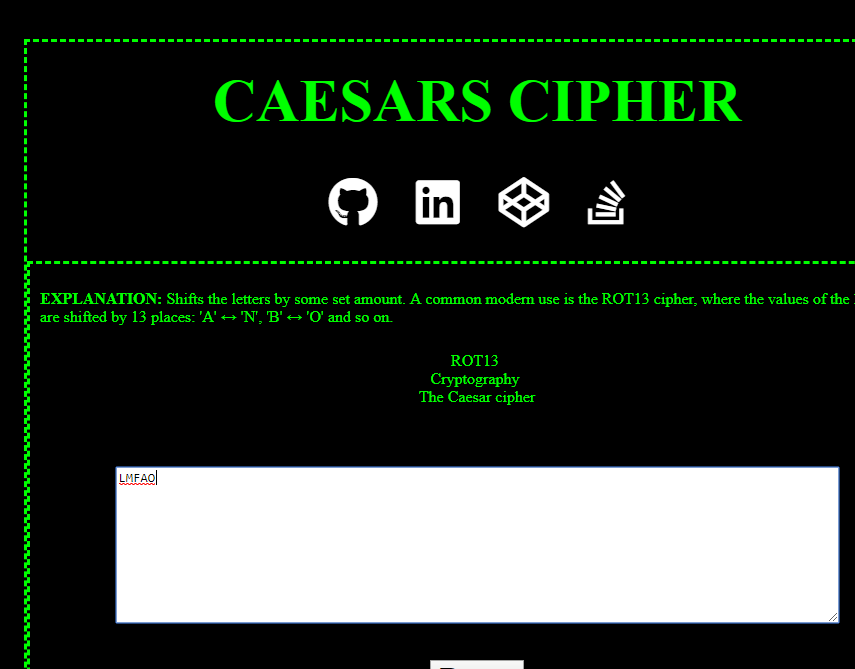 CAESARS CIPHER
in
EXPLANATION: Shifts the letters by some set amount. A common modern use is the ROT13 cipher, where the values of the
are shifted by 13 places: 'A' ↔ 'N', 'B' ↔ 'O' and so on.
ROT13
Cryptography
The Caesar cipher
LMFAO